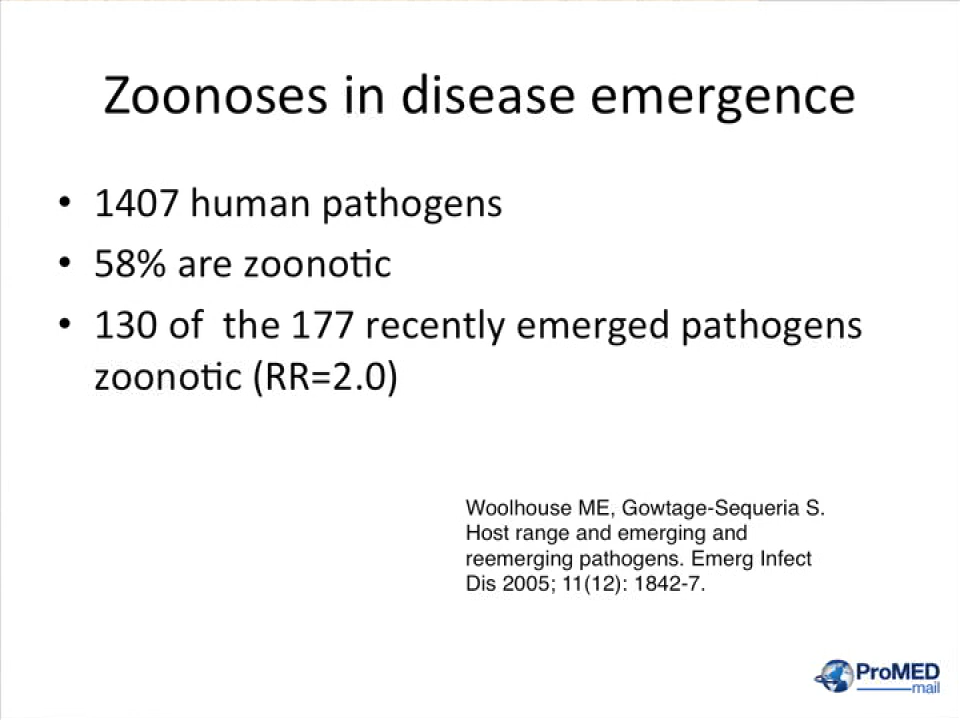 Zoonoses in disease emergence
• 1407 human pathogens
• 58% are zoonotic
• 130 of  the 177 recently emerged pathogens
zoonotic (RR=2.0)
Woolhouse ME, Gowtage-Sequeria S.
Host range and emerging and
reemerging pathogens. Emerg Infect
Dis 2005; 11(12): 1842-7.
ProMED
mail